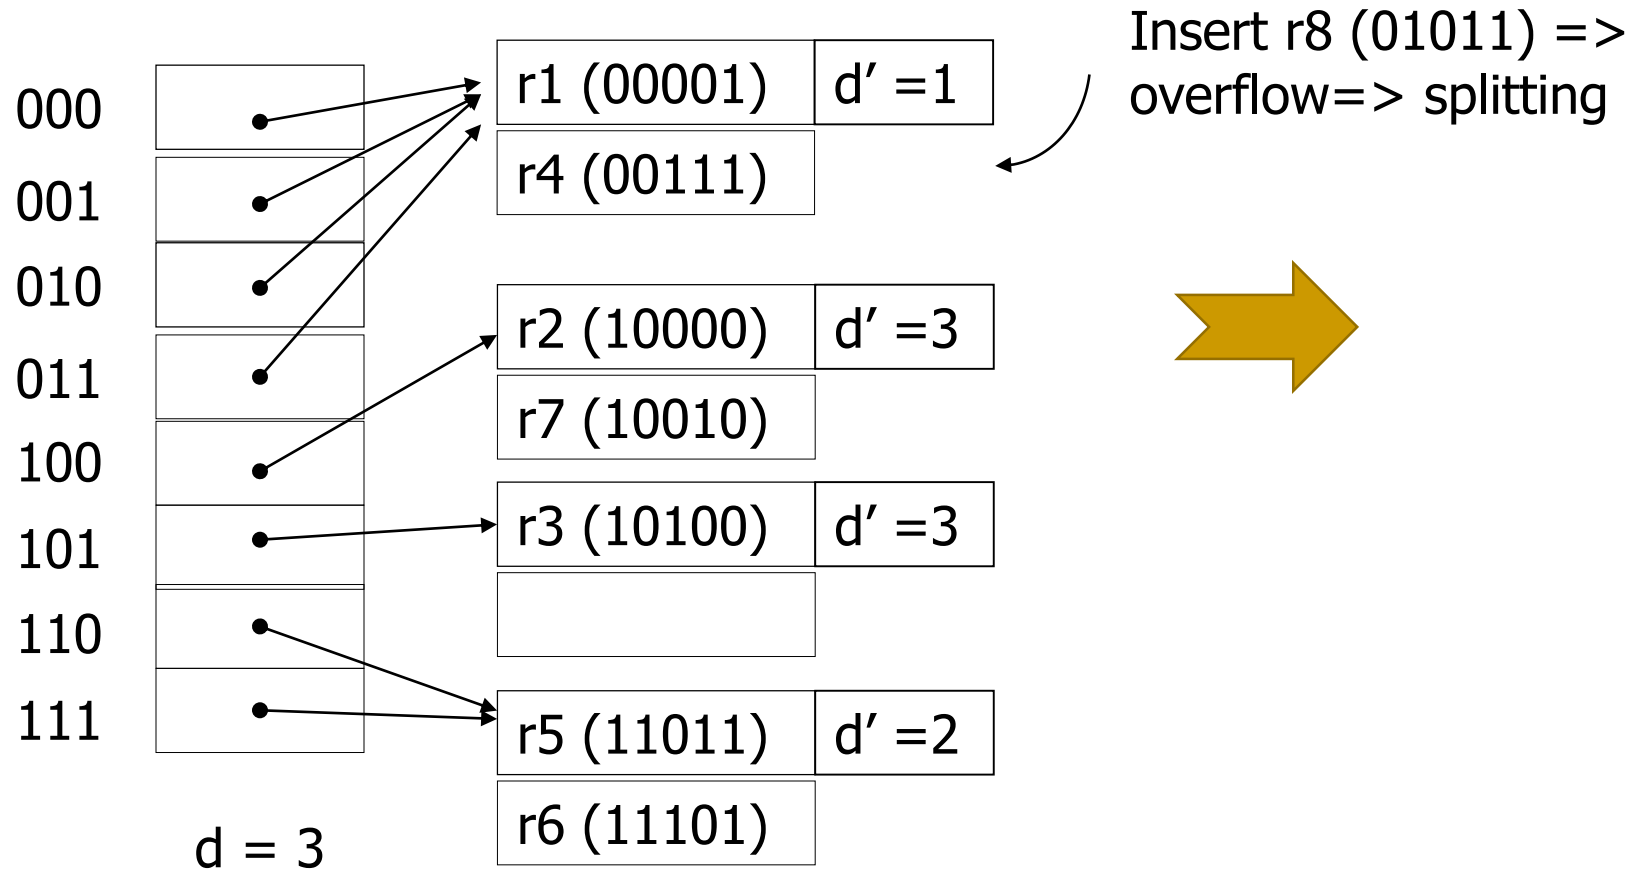 Insert r8 (01011) =>
overflow=> splitting
000
001
010
011
100
101
110
111
d = 3
r1 (00001) d’ =1
r4 (00111)
r2 (10000) d’ =3
r7 (10010)
r3 (10100) d’ =3
r5 (11011) d’ =2
r6 (11101)